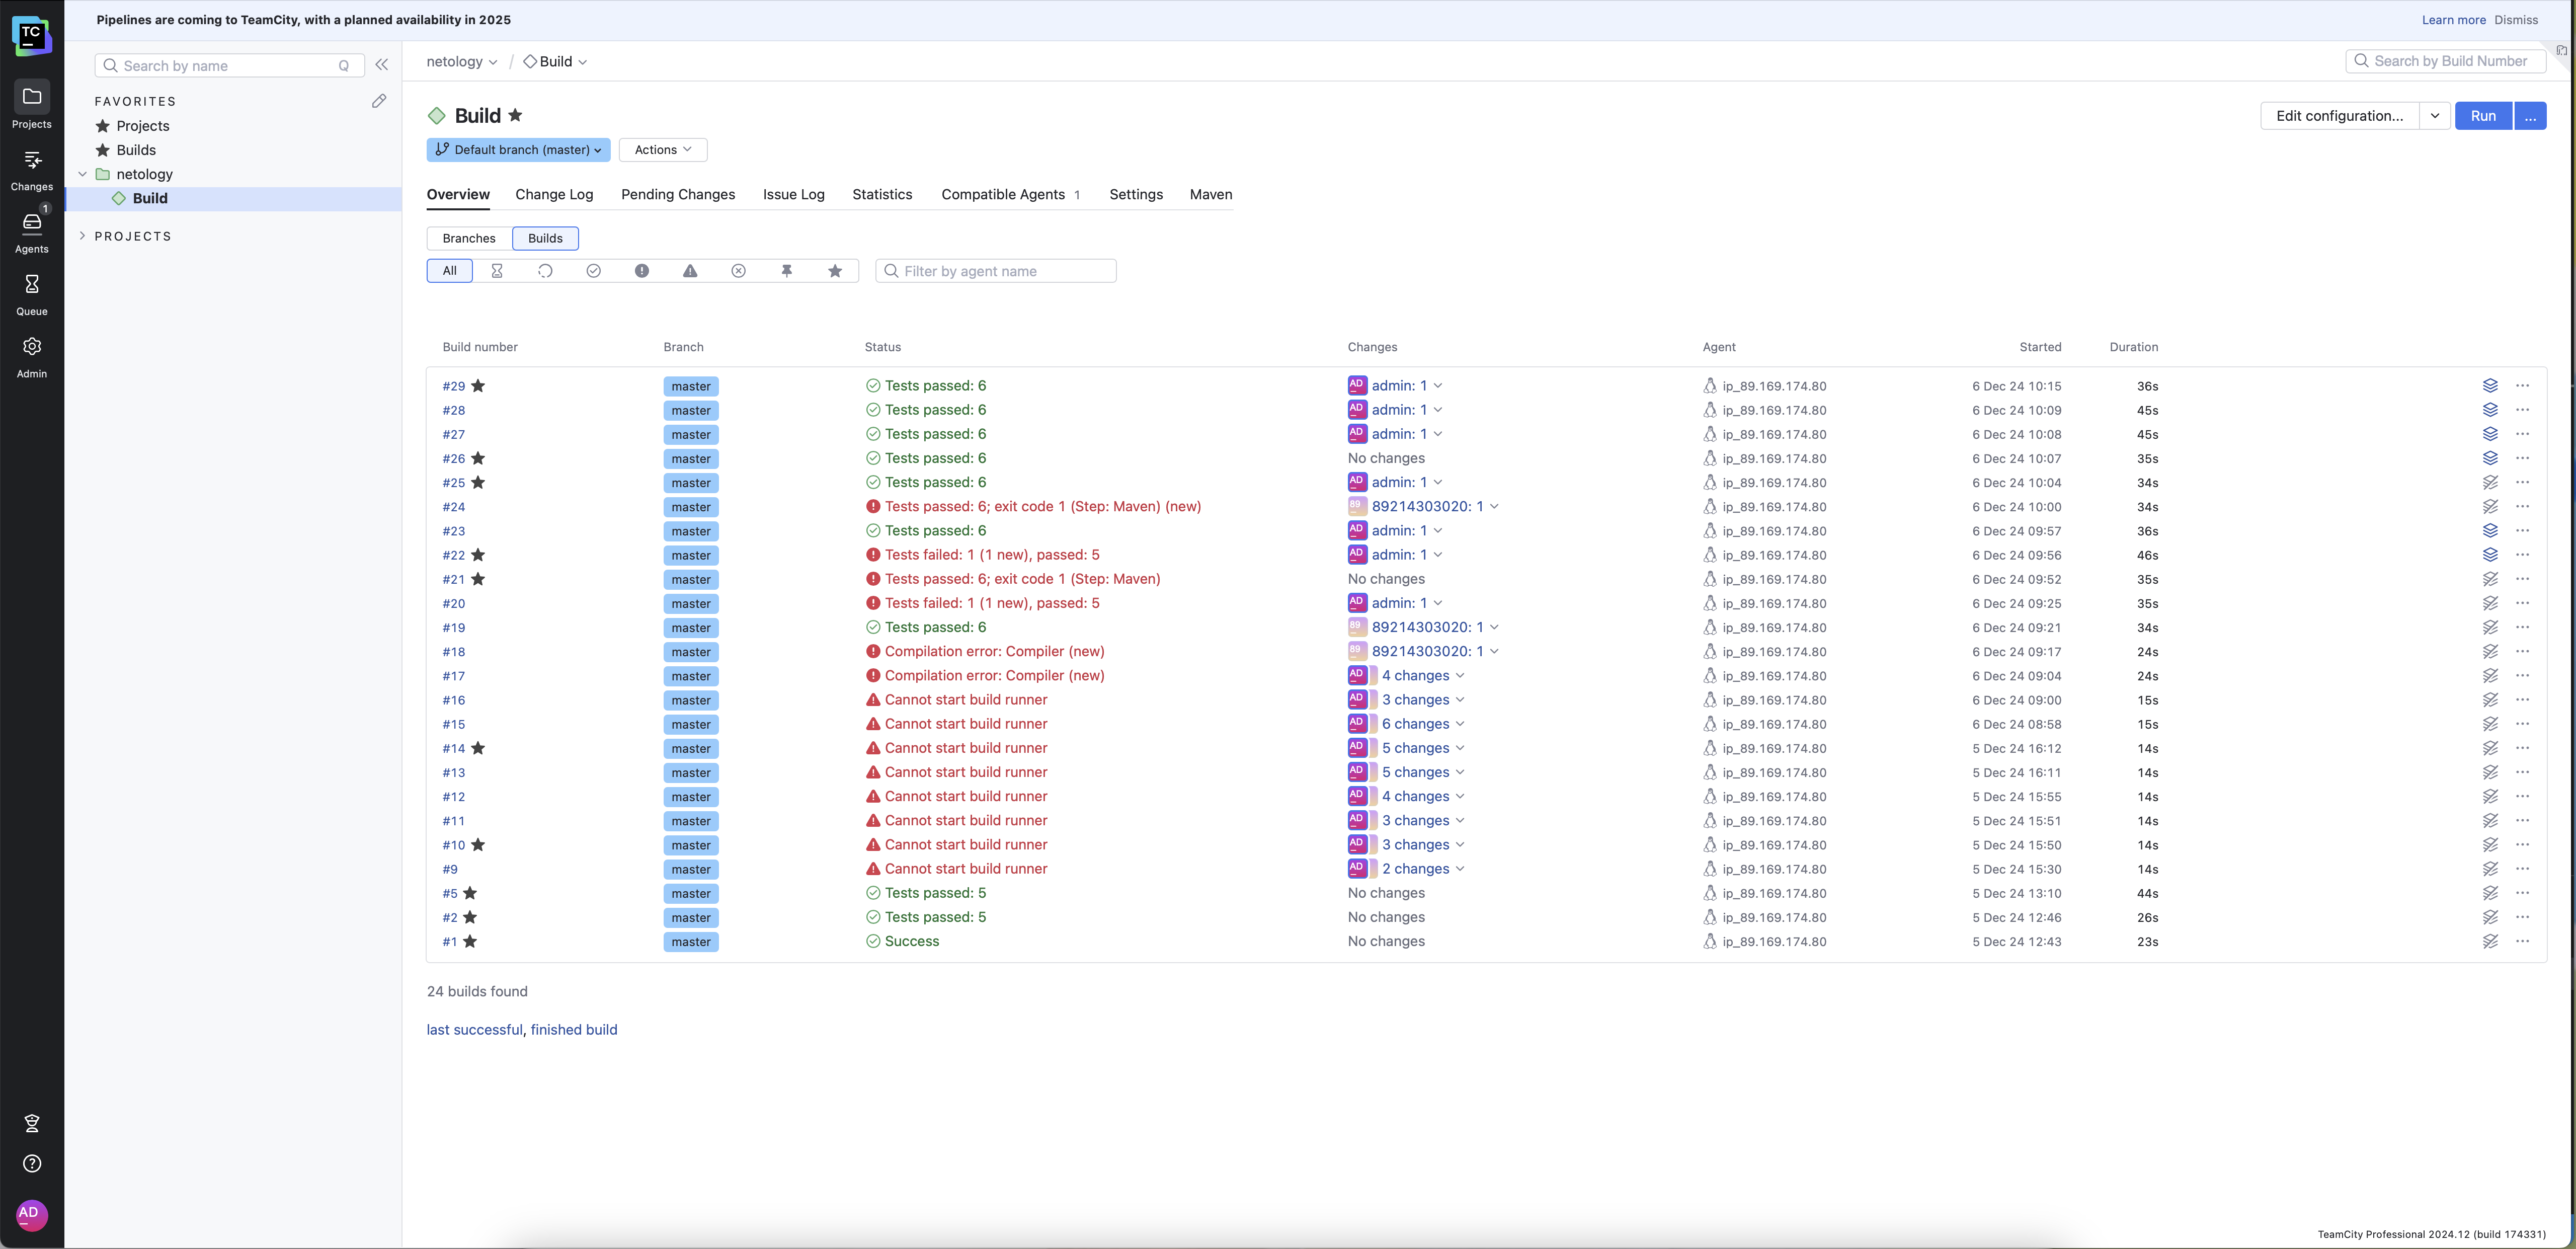 Pipelines are coming to TeamCity, with a planned availability in 2025 Learn more Dismiss
TC
Search by name Q
netology / Build
Search by Build Number
Projects
Changes
1
Agents
Queue
Admin
AD
FAVORITES
Projects
Builds
netology
Build
PROJECTS
Build
Edit configuration... Run ...
Default branch (master) Actions
Overview Change Log Pending Changes Issue Log Statistics Compatible Agents 1 Settings Maven
Branches Builds
All Filter by agent name
Build number Branch Status Changes Agent Started Duration
#29 master Tests passed: 6 AD admin: 1 ip_89.169.174.80 6 Dec 24 10:15 36s
#28 master Tests passed: 6 AD admin: 1 ip_89.169.174.80 6 Dec 24 10:09 45s
#27 master Tests passed: 6 AD admin: 1 ip_89.169.174.80 6 Dec 24 10:08 45s
#26 master Tests passed: 6 No changes ip_89.169.174.80 6 Dec 24 10:07 35s
#25 master Tests passed: 6 AD admin: 1 ip_89.169.174.80 6 Dec 24 10:04 34s
#24 master Tests passed: 6; exit code 1 (Step: Maven) (new) 89 89214303020: 1 ip_89.169.174.80 6 Dec 24 10:00 34s
#23 master Tests passed: 6 AD admin: 1 ip_89.169.174.80 6 Dec 24 09:57 36s
#22 master Tests failed: 1 (1 new), passed: 5 AD admin: 1 ip_89.169.174.80 6 Dec 24 09:56 46s
#21 master Tests passed: 6; exit code 1 (Step: Maven) No changes ip_89.169.174.80 6 Dec 24 09:52 35s
#20 master Tests failed: 1 (1 new), passed: 5 AD admin: 1 ip_89.169.174.80 6 Dec 24 09:25 35s
#19 master Tests passed: 6 89 89214303020: 1 ip_89.169.174.80 6 Dec 24 09:21 34s
#18 master Compilation error: Compiler (new) 89 89214303020: 1 ip_89.169.174.80 6 Dec 24 09:17 24s
#17 master Compilation error: Compiler (new) AD 4 changes ip_89.169.174.80 6 Dec 24 09:04 24s
#16 master Cannot start build runner AD 3 changes ip_89.169.174.80 6 Dec 24 09:00 15s
#15 master Cannot start build runner AD 6 changes ip_89.169.174.80 6 Dec 24 08:58 15s
#14 master Cannot start build runner AD 5 changes ip_89.169.174.80 5 Dec 24 16:12 14s
#13 master Cannot start build runner AD 5 changes ip_89.169.174.80 5 Dec 24 16:11 14s
#12 master Cannot start build runner AD 4 changes ip_89.169.174.80 5 Dec 24 15:55 14s
#11 master Cannot start build runner AD 3 changes ip_89.169.174.80 5 Dec 24 15:51 14s
#10 master Cannot start build runner AD 3 changes ip_89.169.174.80 5 Dec 24 15:50 14s
#9 master Cannot start build runner AD 2 changes ip_89.169.174.80 5 Dec 24 15:30 14s
#5 master Tests passed: 5 No changes ip_89.169.174.80 5 Dec 24 13:10 44s
#2 master Tests passed: 5 No changes ip_89.169.174.80 5 Dec 24 12:46 26s
#1 master Success No changes ip_89.169.174.80 5 Dec 24 12:43 23s
24 builds found
last successful, finished build
TeamCity Professional 2024.12 (build 174331)